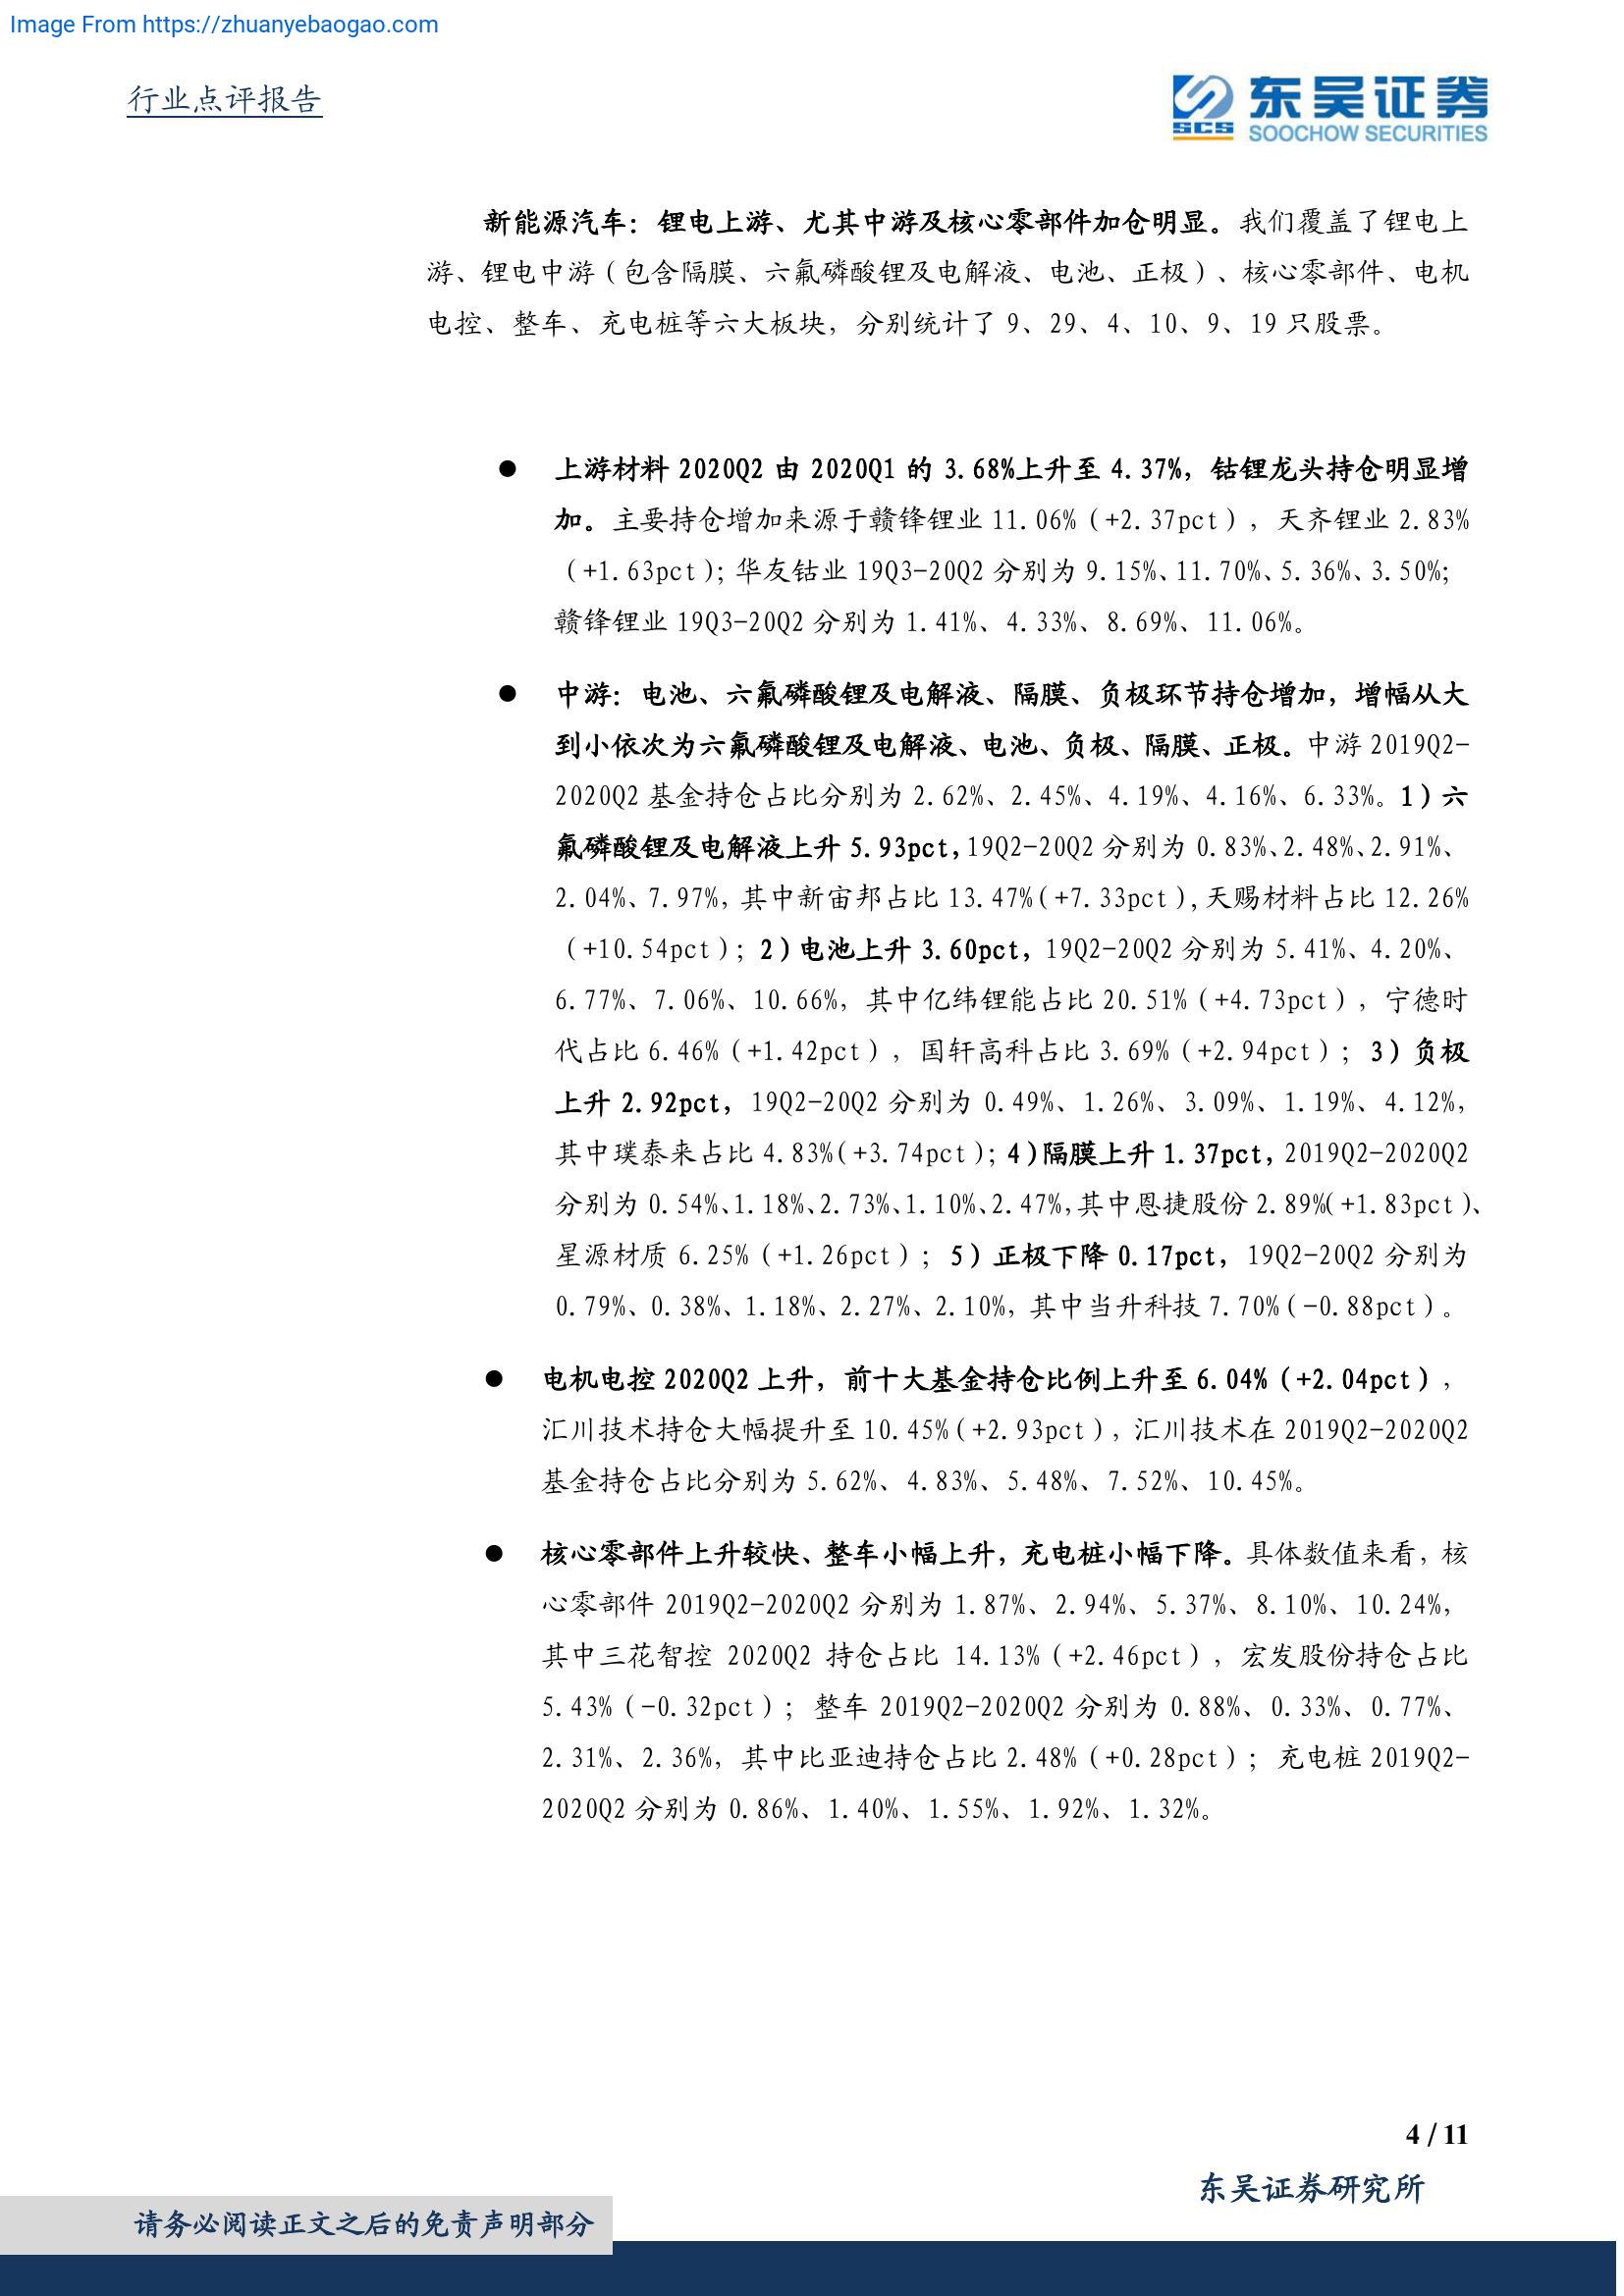 Image From https://zhuanyebaogao.com
行业点评报告
东吴证券
SCS SOOCHOW SECURITIES
新能源汽车：锂电上游、尤其中游及核心零部件加仓明显。我们覆盖了锂电上
游、锂电中游（包含隔膜、六氟磷酸锂及电解液、电池、正极）、核心零部件、电机
电控、整车、充电桩等六大板块，分别统计了 9、29、4、10、9、19 只股票。
● 上游材料 2020Q2 由 2020Q1 的 3.68%上升至 4.37%，钴锂龙头持仓明显增
加。主要持仓增加来源于赣锋锂业 11.06%（+2.37pct），天齐锂业 2.83%
（+1.63pct）；华友钴业 19Q3-20Q2 分别为 9.15%、11.70%、5.36%、3.50%；
赣锋锂业 19Q3-20Q2 分别为 1.41%、4.33%、8.69%、11.06%。
● 中游：电池、六氟磷酸锂及电解液、隔膜、负极环节持仓增加，增幅从大
到小依次为六氟磷酸锂及电解液、电池、负极、隔膜、正极。中游 2019Q2-
2020Q2 基金持仓占比分别为 2.62%、2.45%、4.19%、4.16%、6.33%。1）六
氟磷酸锂及电解液上升 5.93pct，19Q2-20Q2 分别为 0.83%、2.48%、2.91%、
2.04%、7.97%，其中新宙邦占比 13.47%（+7.33pct），天赐材料占比 12.26%
（+10.54pct）；2）电池上升 3.60pct，19Q2-20Q2 分别为 5.41%、4.20%、
6.77%、7.06%、10.66%，其中亿纬锂能占比 20.51%（+4.73pct），宁德时
代占比 6.46%（+1.42pct），国轩高科占比 3.69%（+2.94pct）；3）负极
上升 2.92pct，19Q2-20Q2 分别为 0.49%、1.26%、3.09%、1.19%、4.12%，
其中璞泰来占比 4.83%（+3.74pct）；4）隔膜上升 1.37pct，2019Q2-2020Q2
分别为 0.54%、1.18%、2.73%、1.10%、2.47%，其中恩捷股份 2.89%（+1.83pct）、
星源材质 6.25%（+1.26pct）；5）正极下降 0.17pct，19Q2-20Q2 分别为
0.79%、0.38%、1.18%、2.27%、2.10%，其中当升科技 7.70%（-0.88pct）。
● 电机电控 2020Q2 上升，前十大基金持仓比例上升至 6.04%（+2.04pct），
汇川技术持仓大幅提升至 10.45%（+2.93pct），汇川技术在 2019Q2-2020Q2
基金持仓占比分别为 5.62%、4.83%、5.48%、7.52%、10.45%。
● 核心零部件上升较快、整车小幅上升，充电桩小幅下降。具体数值来看，核
心零部件 2019Q2-2020Q2 分别为 1.87%、2.94%、5.37%、8.10%、10.24%，
其中三花智控 2020Q2 持仓占比 14.13%（+2.46pct），宏发股份持仓占比
5.43%（-0.32pct）；整车 2019Q2-2020Q2 分别为 0.88%、0.33%、0.77%、
2.31%、2.36%，其中比亚迪持仓占比 2.48%（+0.28pct）；充电桩 2019Q2-
2020Q2 分别为 0.86%、1.40%、1.55%、1.92%、1.32%。
4 / 11
东吴证券研究所
请务必阅读正文之后的免责声明部分